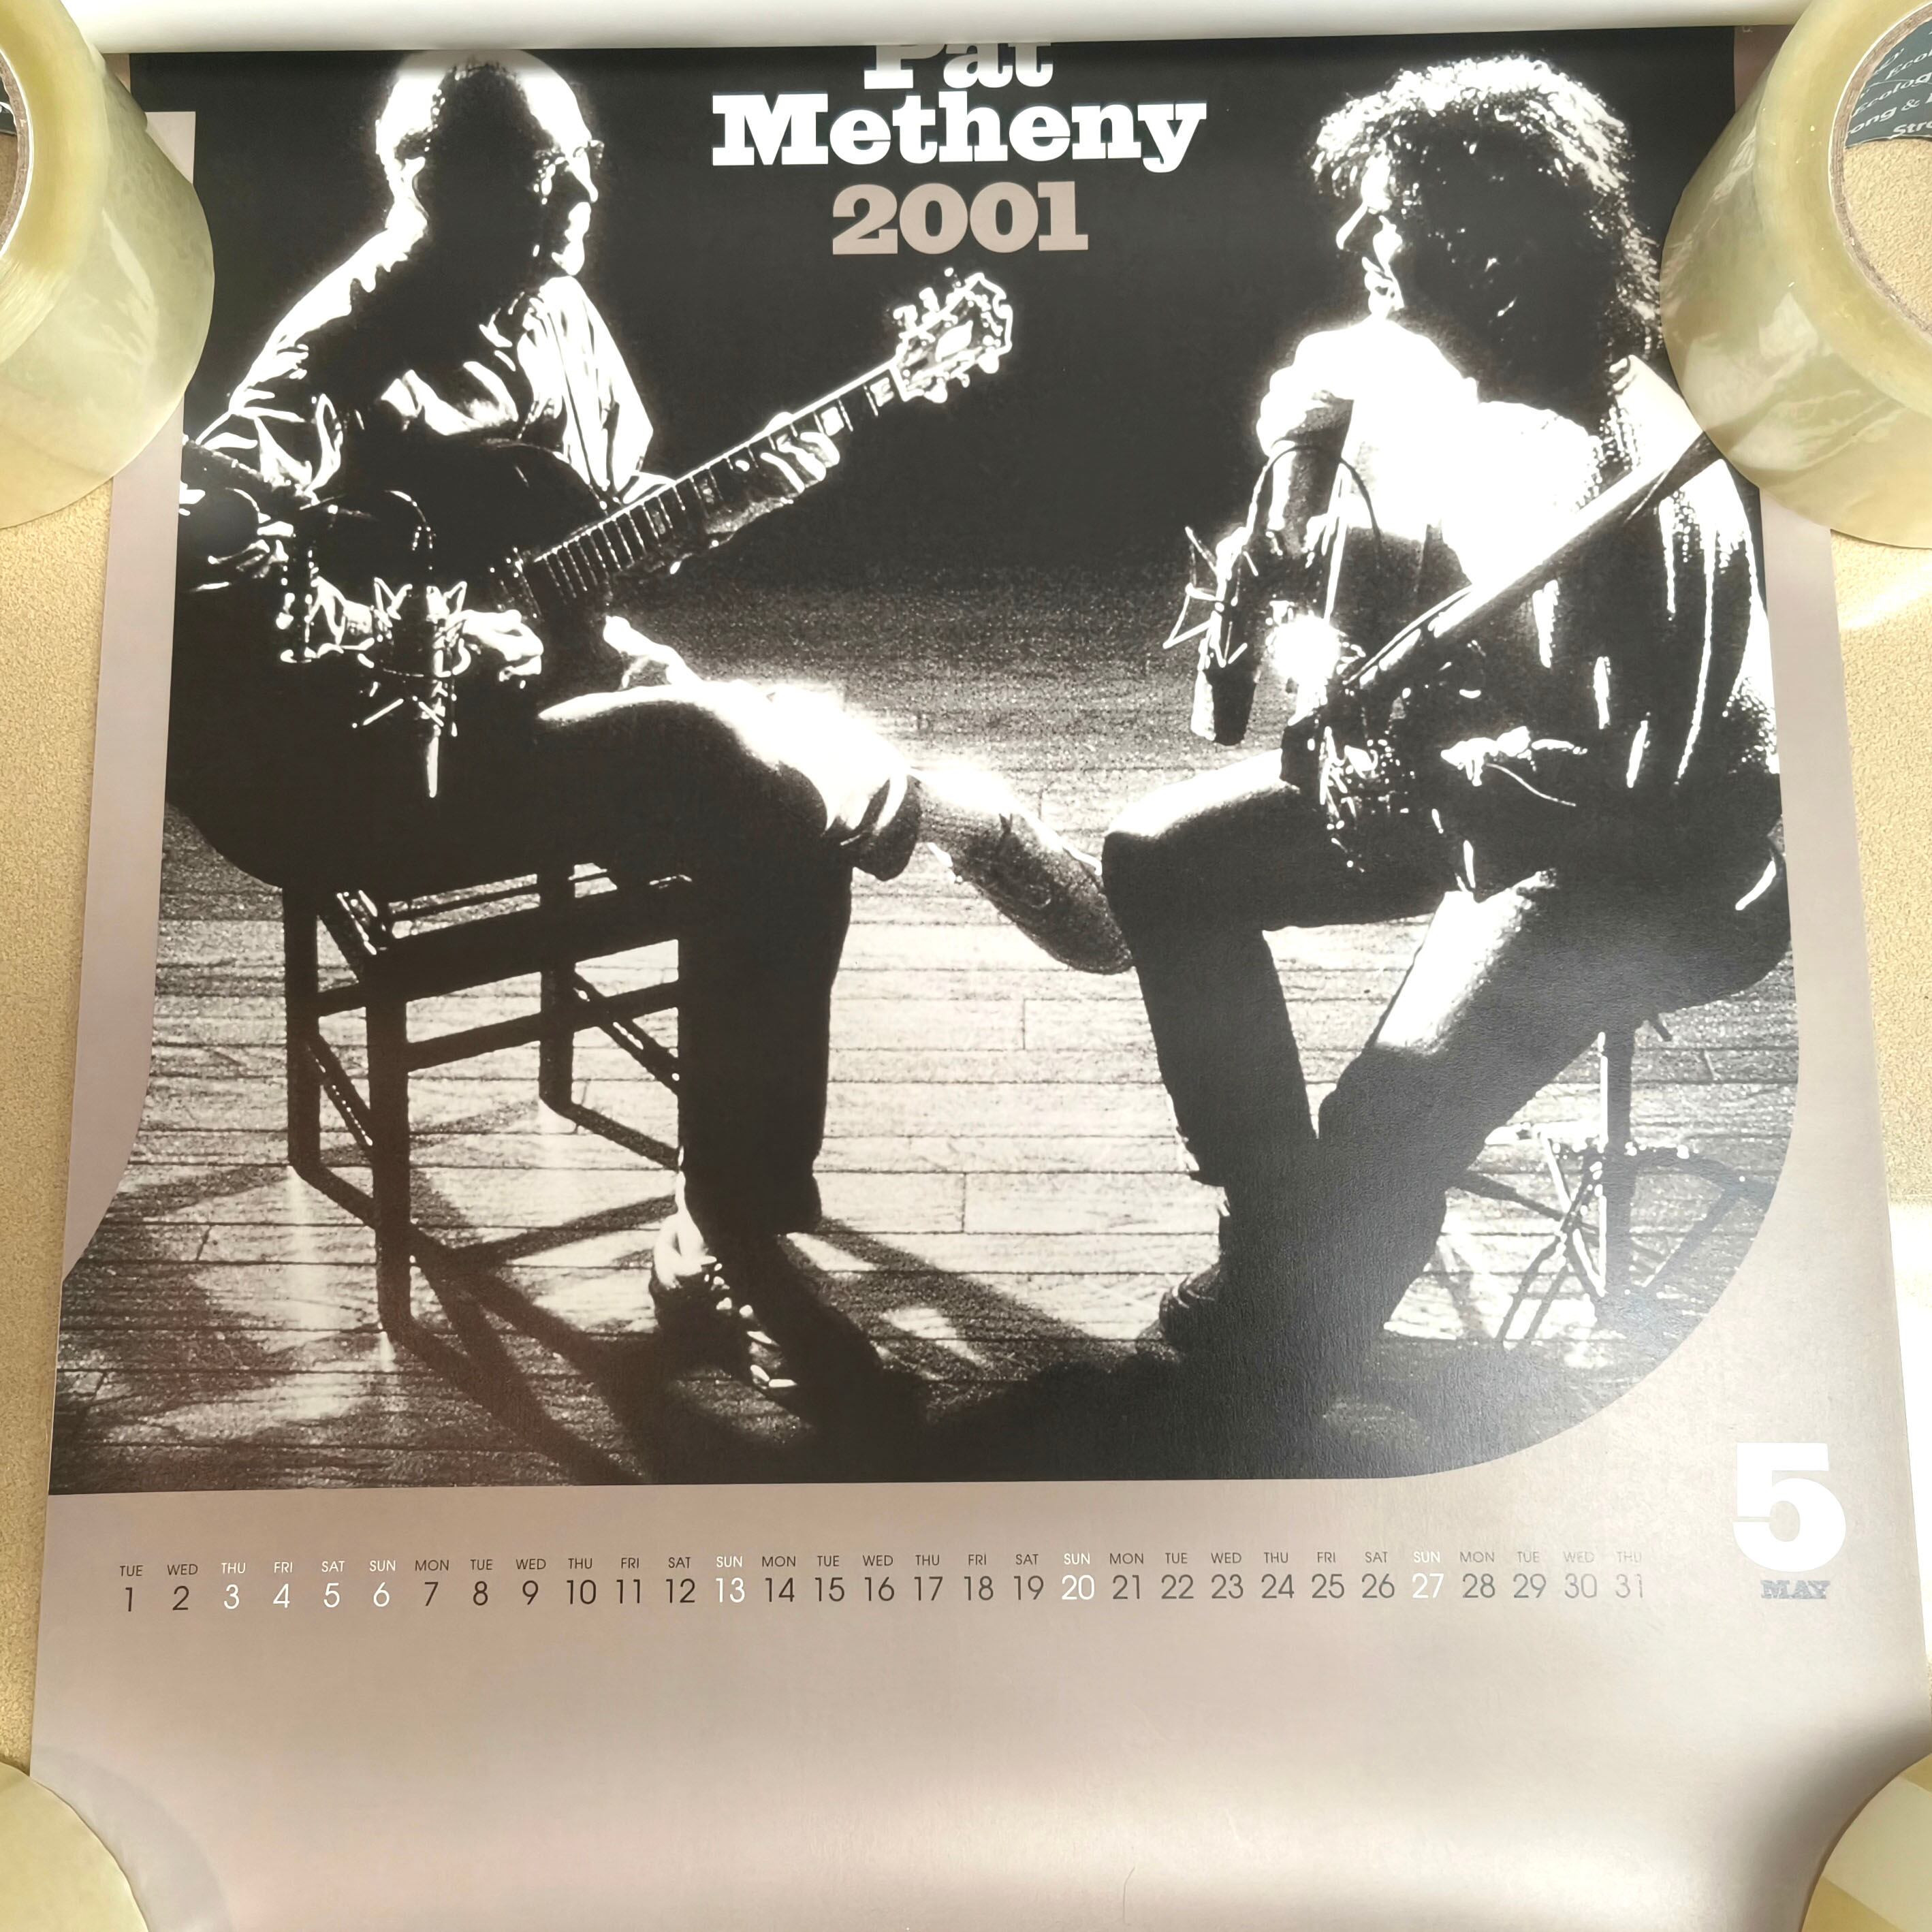 Pat
Metheny
2001
5
MAY
TUE WED THU FRI SAT SUN MON TUE WED THU FRI SAT SUN MON TUE WED THU FRI SAT SUN MON TUE WED THU FRI SAT SUN MON TUE WED THU
1 2 3 4 5 6 7 8 9 10 11 12 13 14 15 16 17 18 19 20 21 22 23 24 25 26 27 28 29 30 31